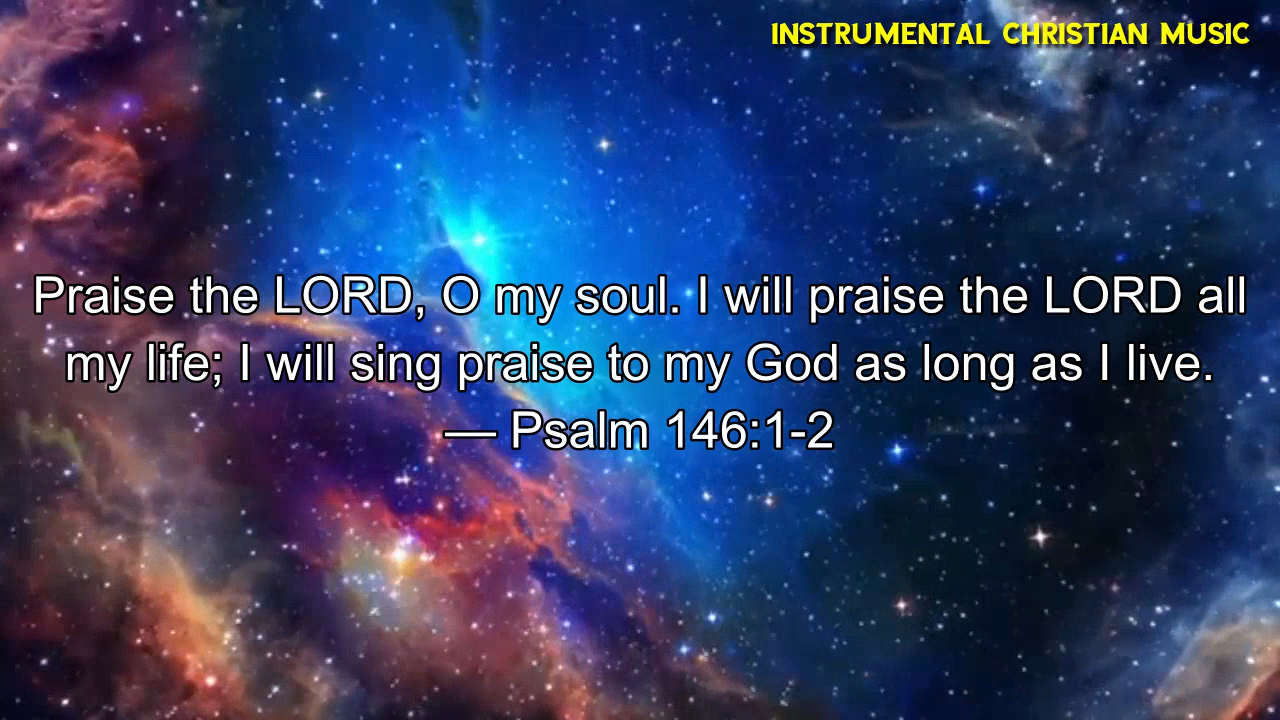 INSTRUMENTAL CHRISTIAN MUSIC
Praise the LORD, O my soul. I will praise the LORD all
my life; I will sing praise to my God as long as I live.
— Psalm 146:1-2